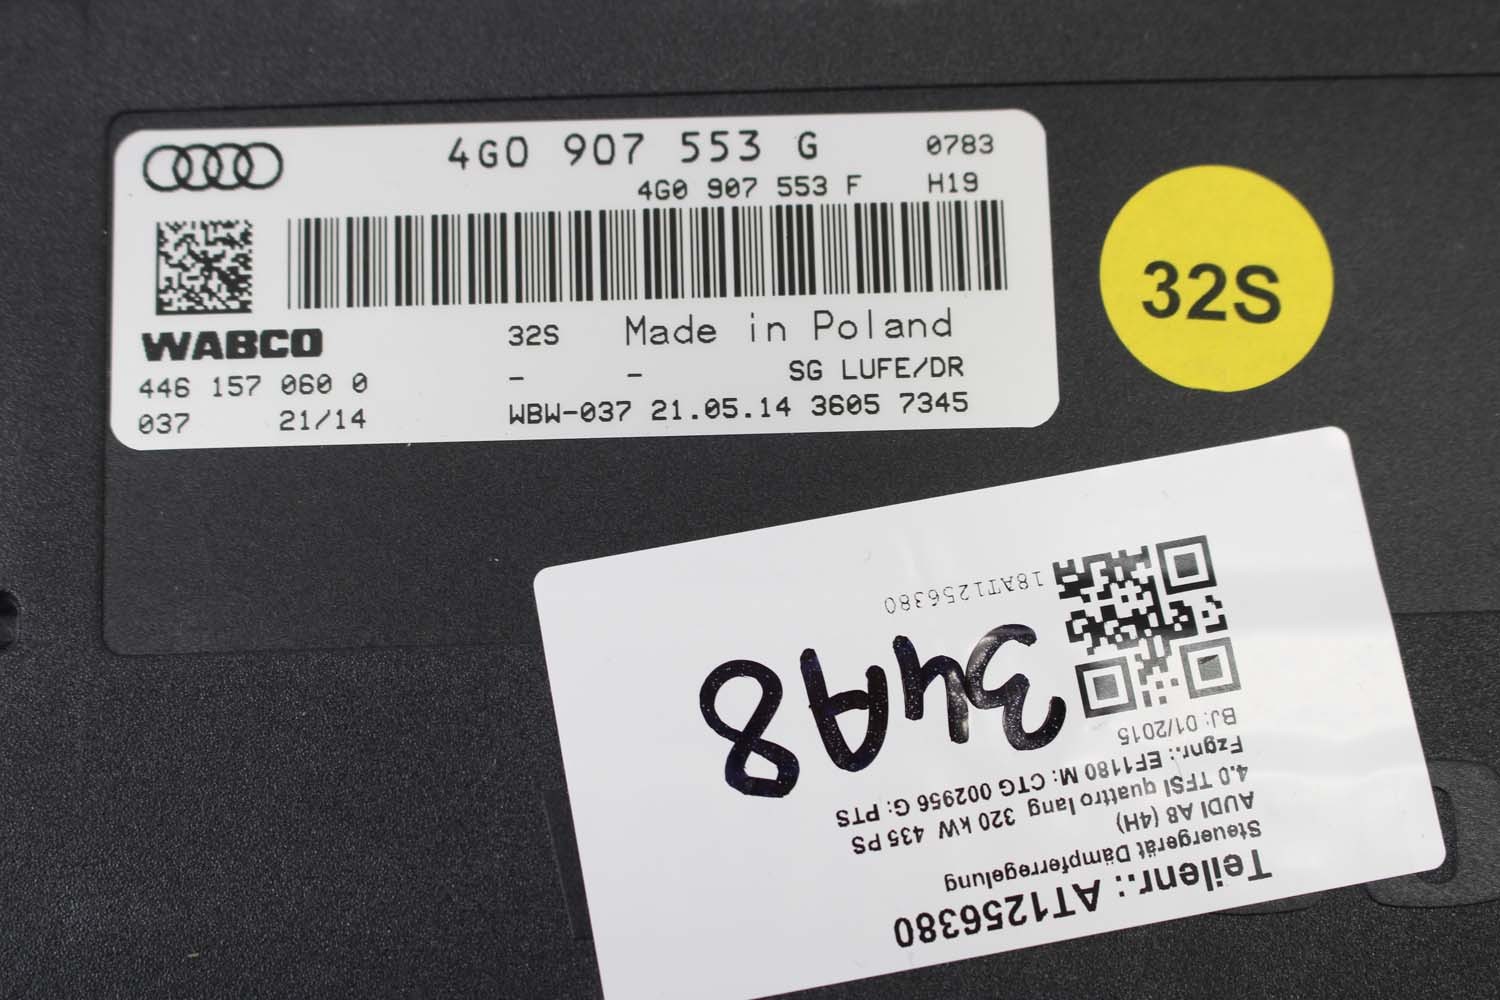 4G0 907 553 G 0783
4G0 907 553 F H19
WABCO 32S Made in Poland
446 157 060 0 - - SG LUFE/DR
037 21/14 WBW-037 21.05.14 3605 7345
32S
Teilenr.: AT1256380
Steuergerät Dämpferregelung
AUDI A8 (4H)
4.0 TFSI quattro lang 320 kW 435 PS
Fzgnr.: EF1180 M: CTG 002956 G: PTS
BJ: 01/2015
34A8
18AT1256380